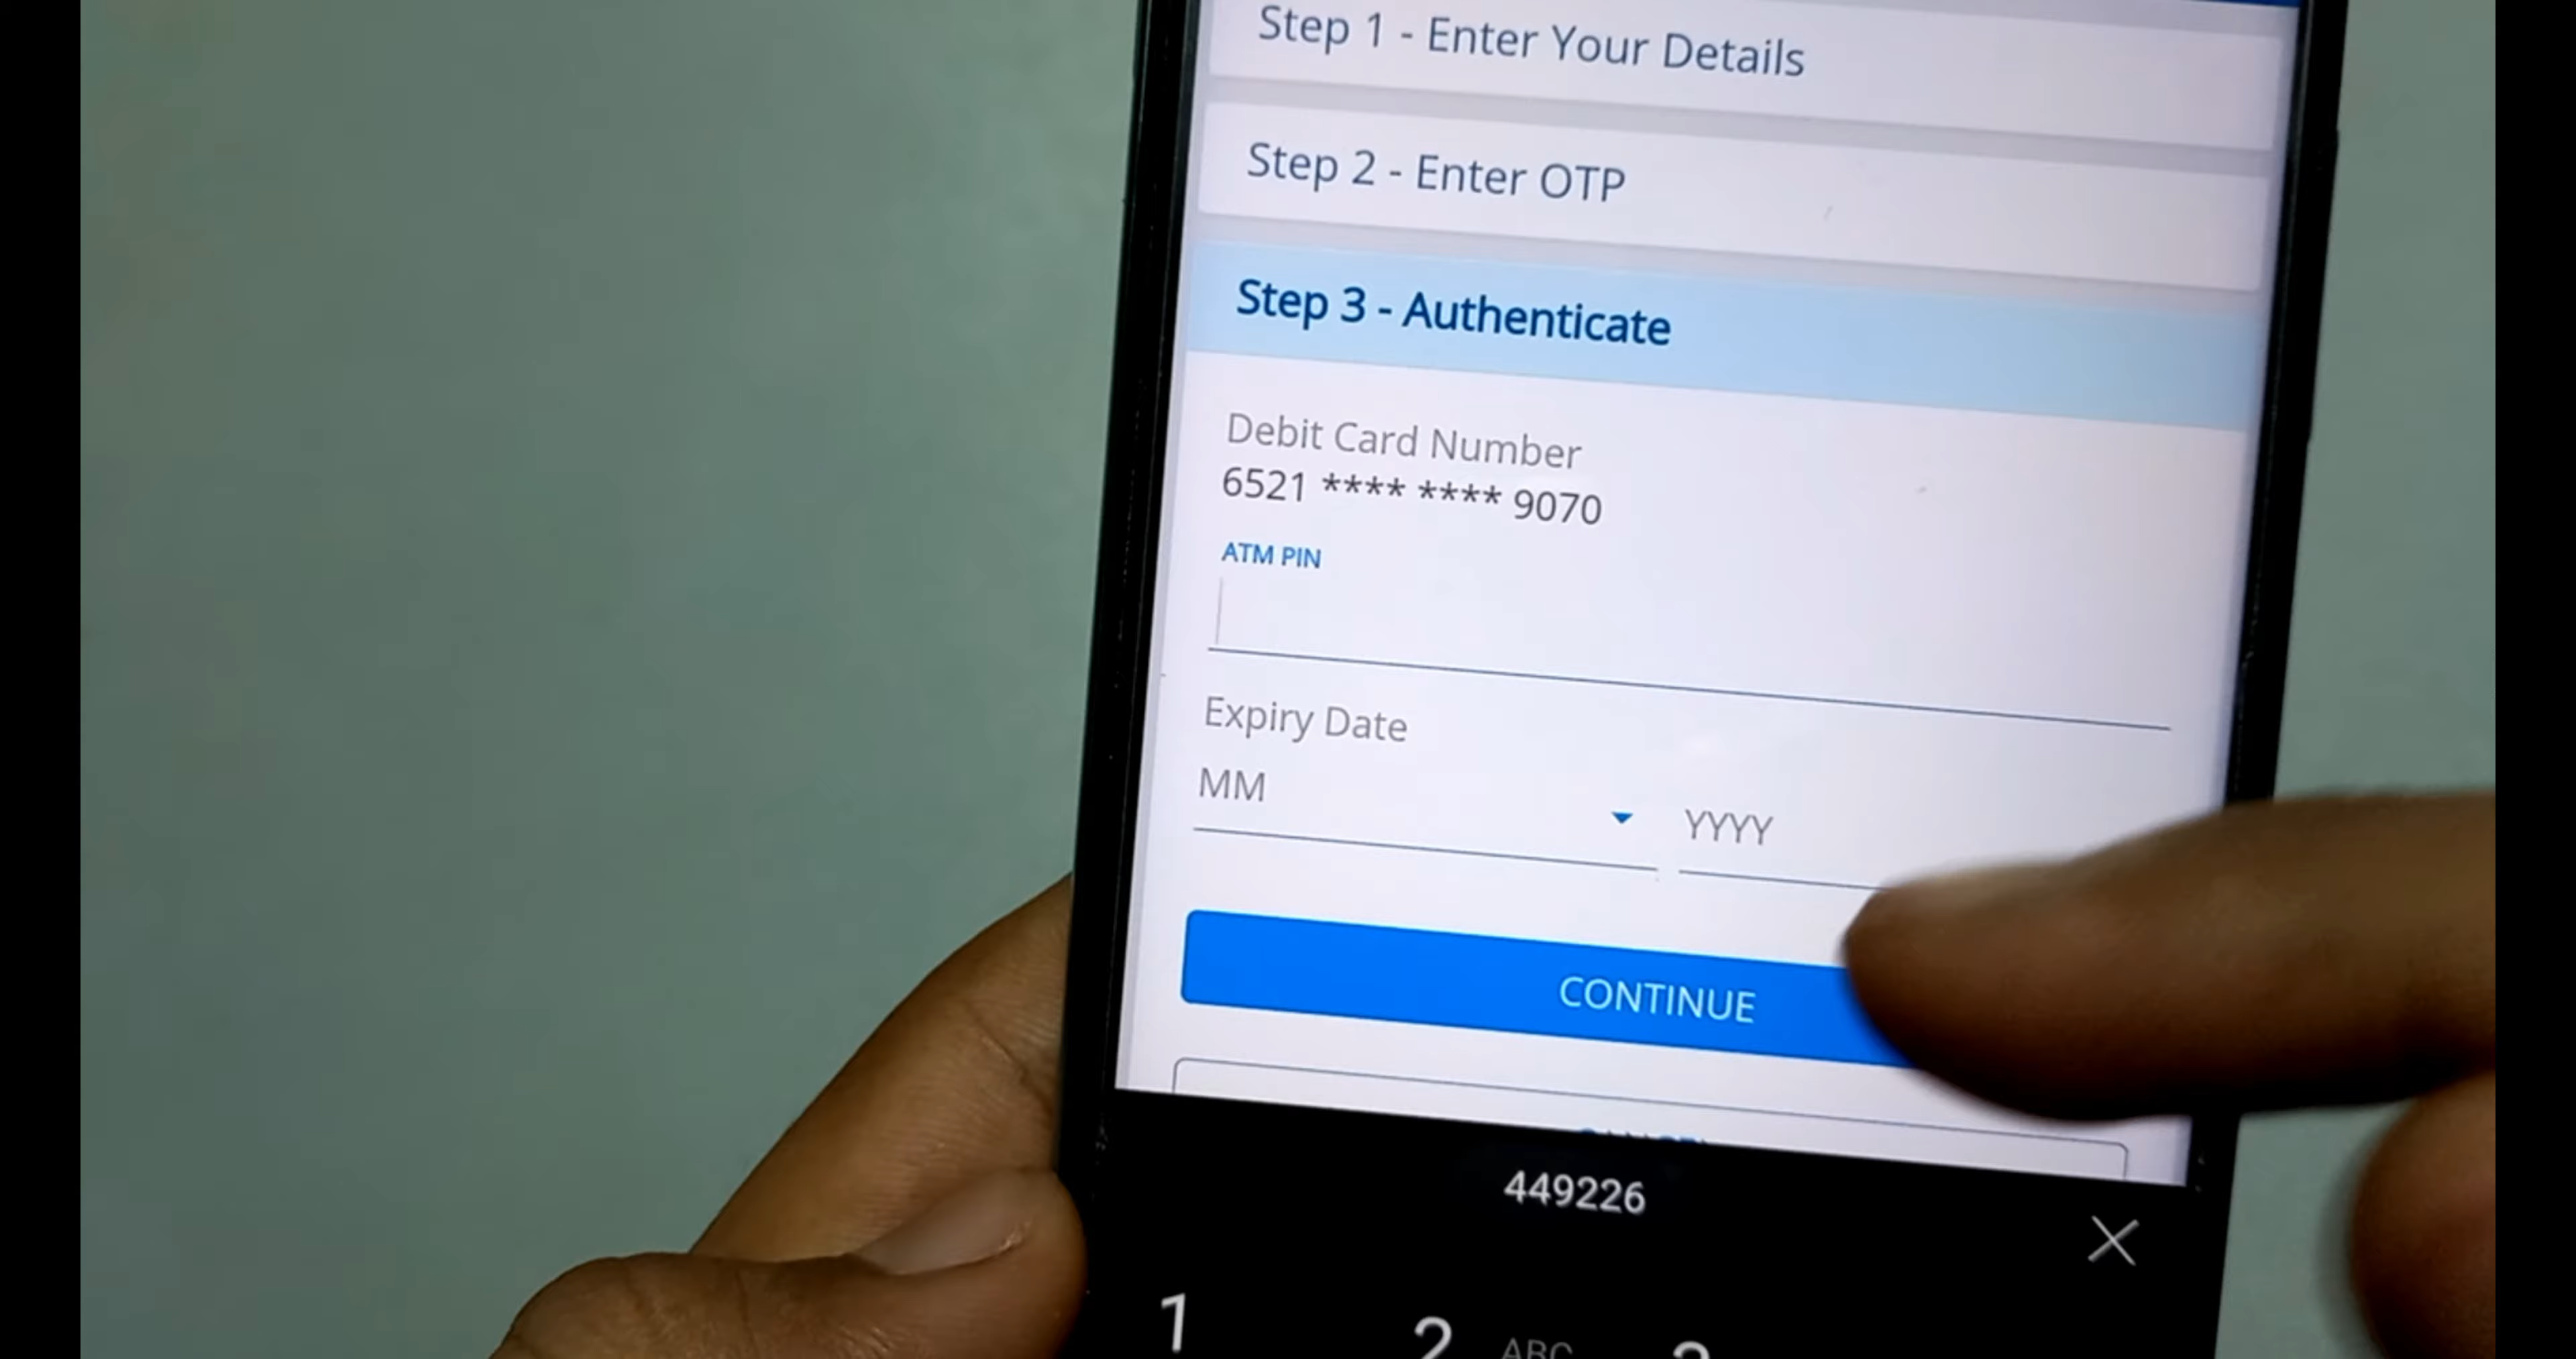 Step 1 - Enter Your Details
Step 2 - Enter OTP
Step 3 - Authenticate
Debit Card Number
6521 **** **** 9070
ATM PIN
Expiry Date
MM
YYYY
CONTINUE
449226
1
2 ABC